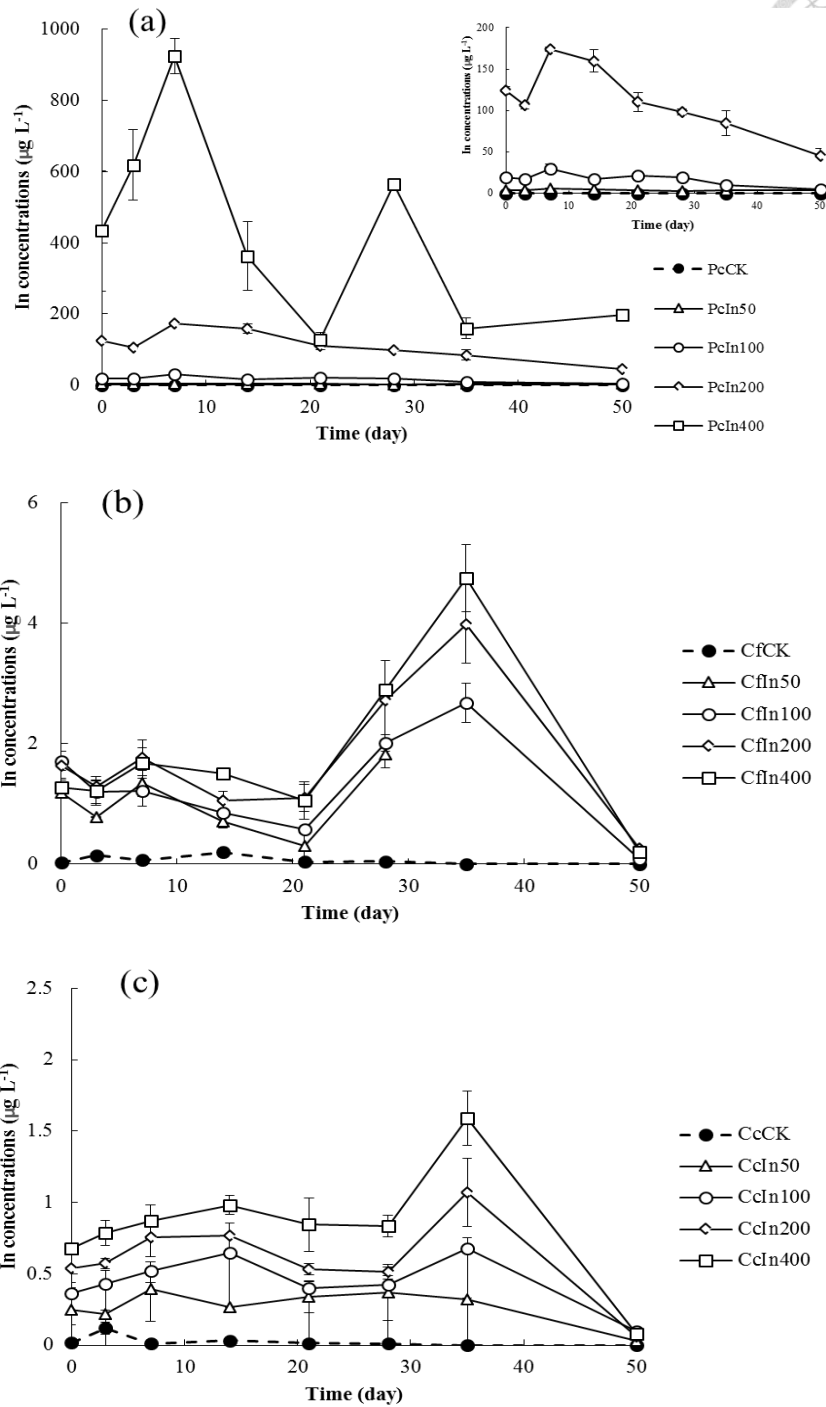 (a)
1000
800
600
400
200
0
In concentrations (μg L-1)
0 10 20 30 40 50
Time (day)
200
150
100
50
0
In concentrations (μg L-1)
0 10 20 30 40 50
Time (day)
PcCK
PcIn50
PcIn100
PcIn200
PcIn400
(b)
6
4
2
0
In concentrations (μg L-1)
0 10 20 30 40 50
Time (day)
CfCK
CfIn50
CfIn100
CfIn200
CfIn400
(c)
2.5
2
1.5
1
0.5
0
In concentrations (μg L-1)
0 10 20 30 40 50
Time (day)
CcCK
CcIn50
CcIn100
CcIn200
CcIn400